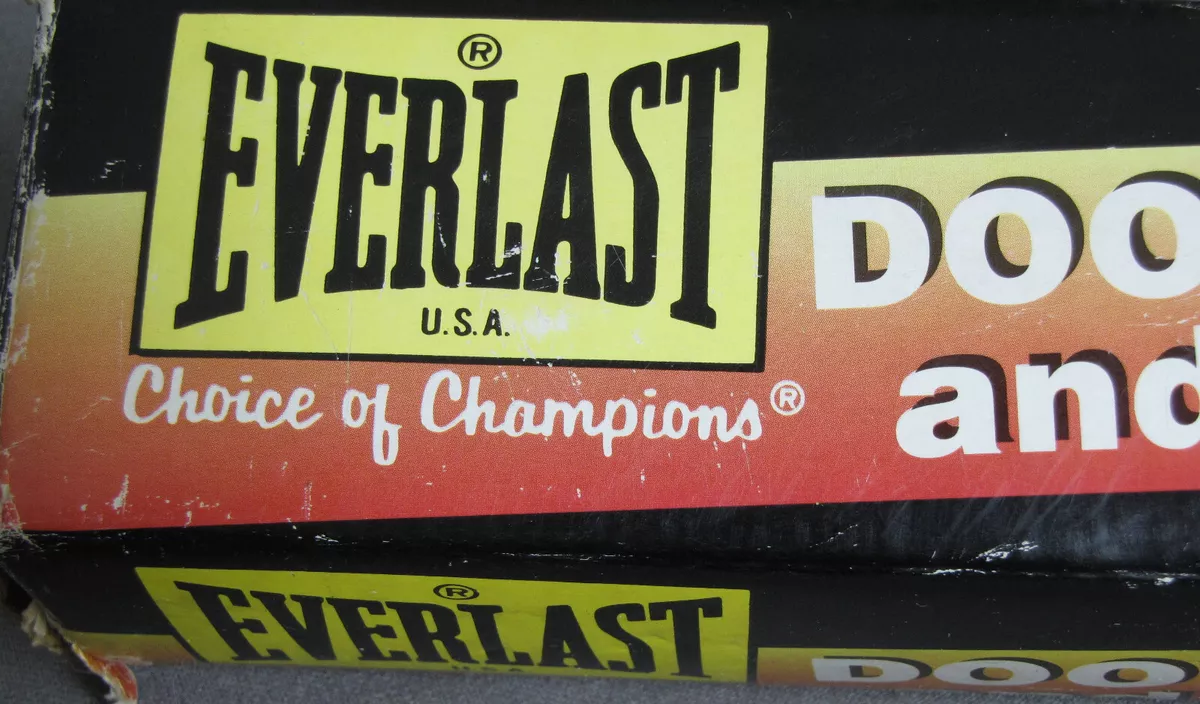 ®
EVERLAST
U.S.A.
Choice of Champions®
DOO
and
®
EVERLAST
U.S.A.
DOO